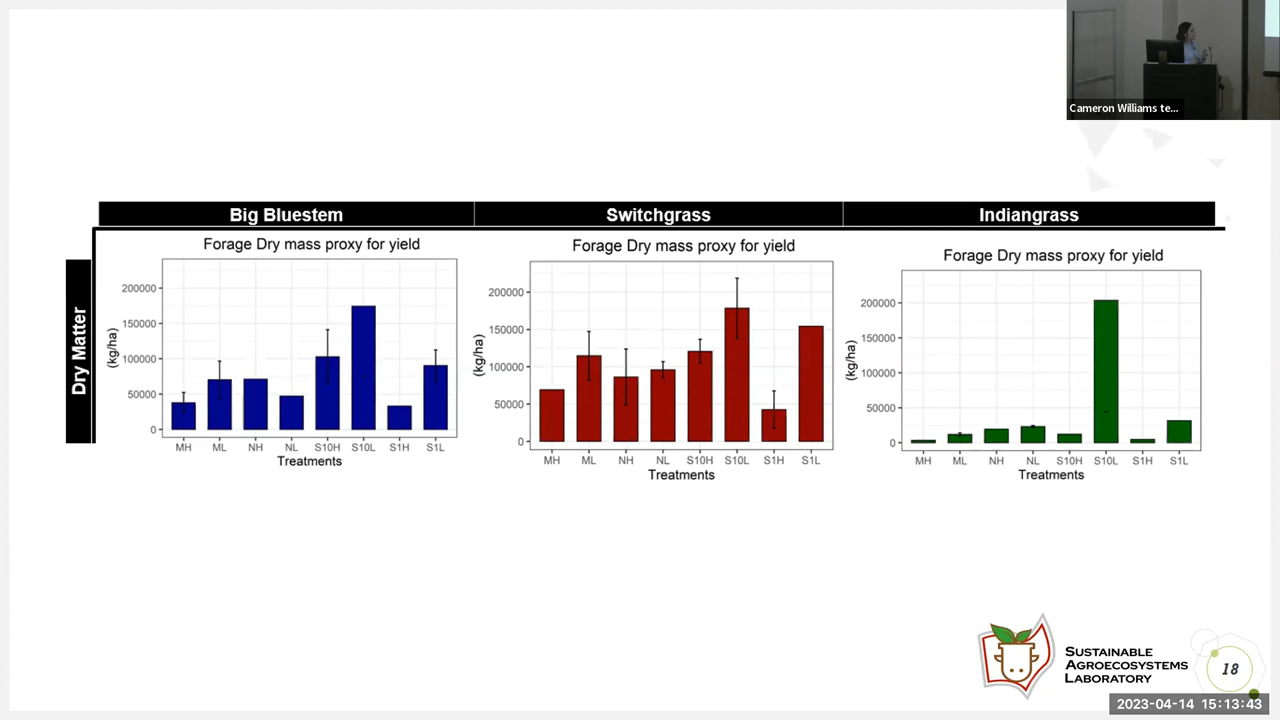 Cameron Williams te...
Big Bluestem
Switchgrass
Indiangrass
Dry Matter
Forage Dry mass proxy for yield
(kg/ha)
200000
150000
100000
50000
0
MH ML NH NL S10H S10L S1H S1L
Treatments
Forage Dry mass proxy for yield
(kg/ha)
200000
150000
100000
50000
0
MH ML NH NL S10H S10L S1H S1L
Treatments
Forage Dry mass proxy for yield
(kg/ha)
200000
150000
100000
50000
0
MH ML NH NL S10H S10L S1H S1L
Treatments
SUSTAINABLE
AGROECOSYSTEMS
LABORATORY
18
2023-04-14 15:13:43